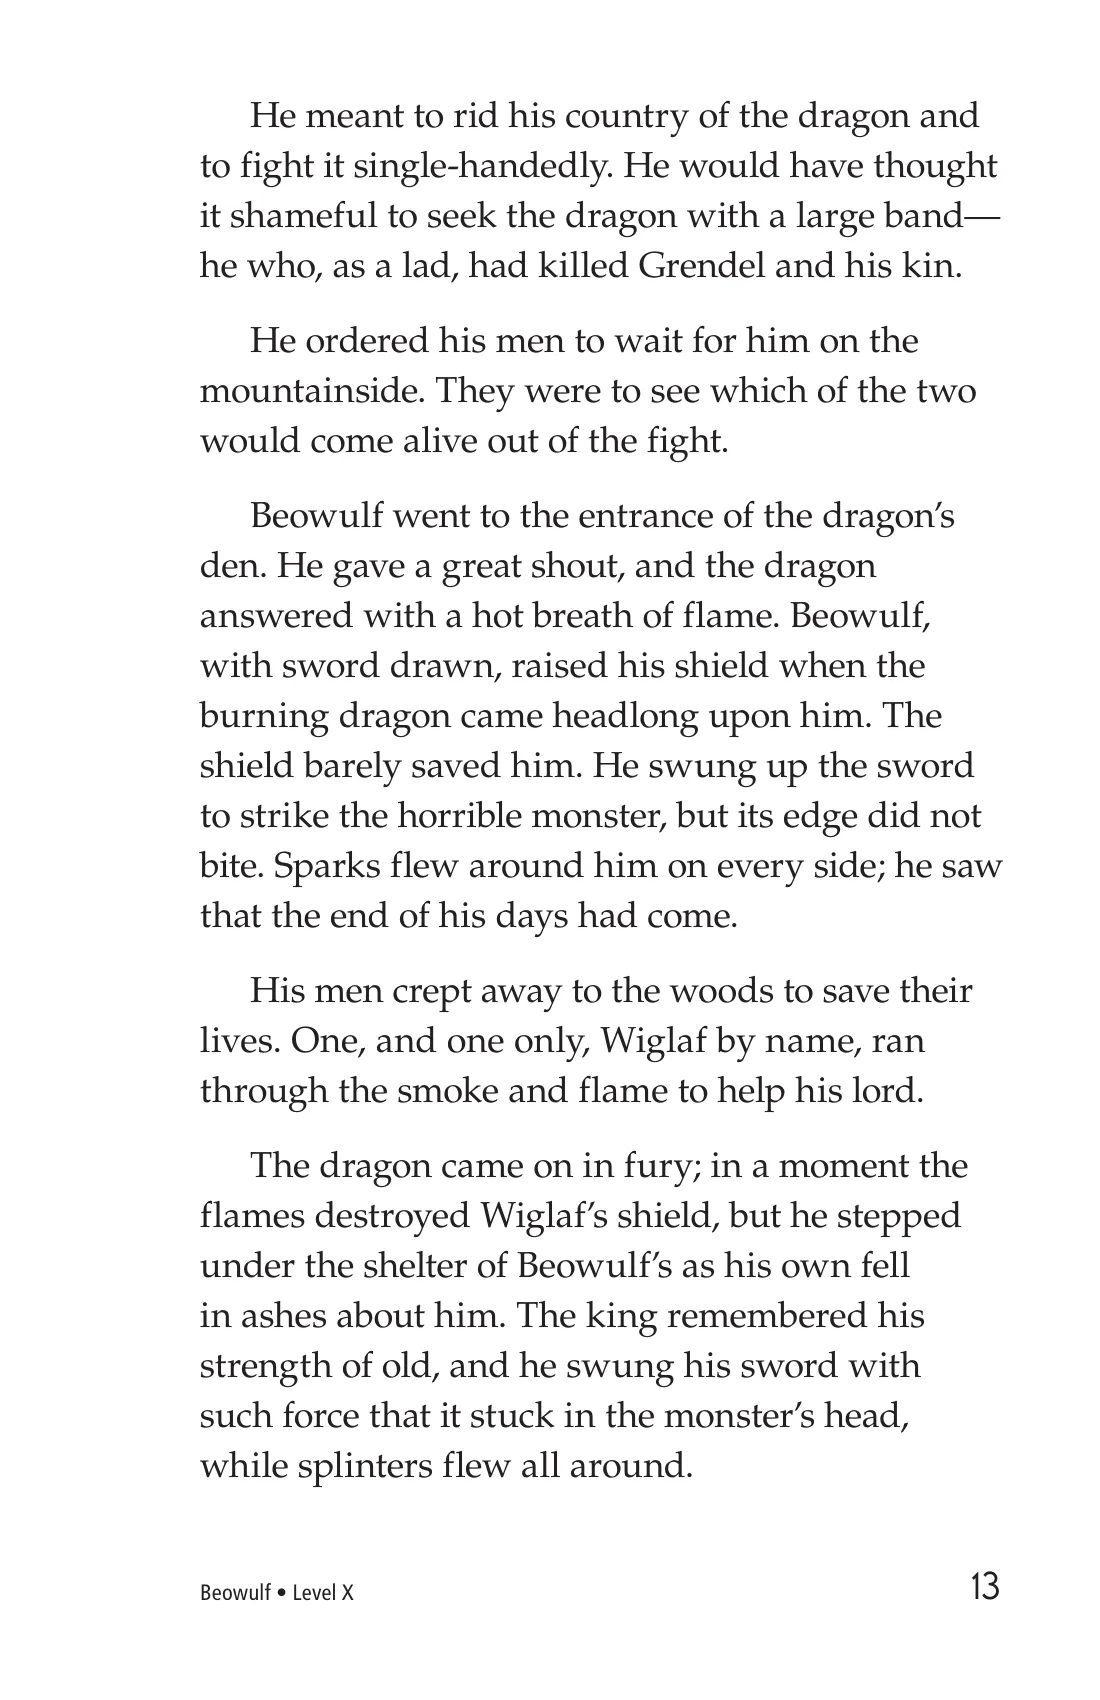 He meant to rid his country of the dragon and
to fight it single-handedly. He would have thought
it shameful to seek the dragon with a large band—
he who, as a lad, had killed Grendel and his kin.
He ordered his men to wait for him on the
mountainside. They were to see which of the two
would come alive out of the fight.
Beowulf went to the entrance of the dragon’s
den. He gave a great shout, and the dragon
answered with a hot breath of flame. Beowulf,
with sword drawn, raised his shield when the
burning dragon came headlong upon him. The
shield barely saved him. He swung up the sword
to strike the horrible monster, but its edge did not
bite. Sparks flew around him on every side; he saw
that the end of his days had come.
His men crept away to the woods to save their
lives. One, and one only, Wiglaf by name, ran
through the smoke and flame to help his lord.
The dragon came on in fury; in a moment the
flames destroyed Wiglaf’s shield, but he stepped
under the shelter of Beowulf’s as his own fell
in ashes about him. The king remembered his
strength of old, and he swung his sword with
such force that it stuck in the monster’s head,
while splinters flew all around.
Beowulf • Level X
13